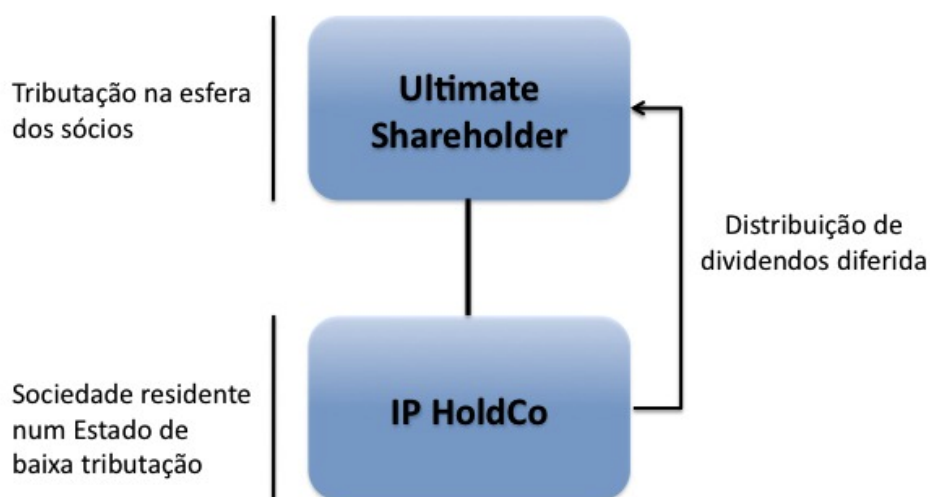 Tributação na esfera
dos sócios
Ultimate
Shareholder
Distribuição de
dividendos diferida
Sociedade residente
num Estado de
baixa tributação
IP HoldCo